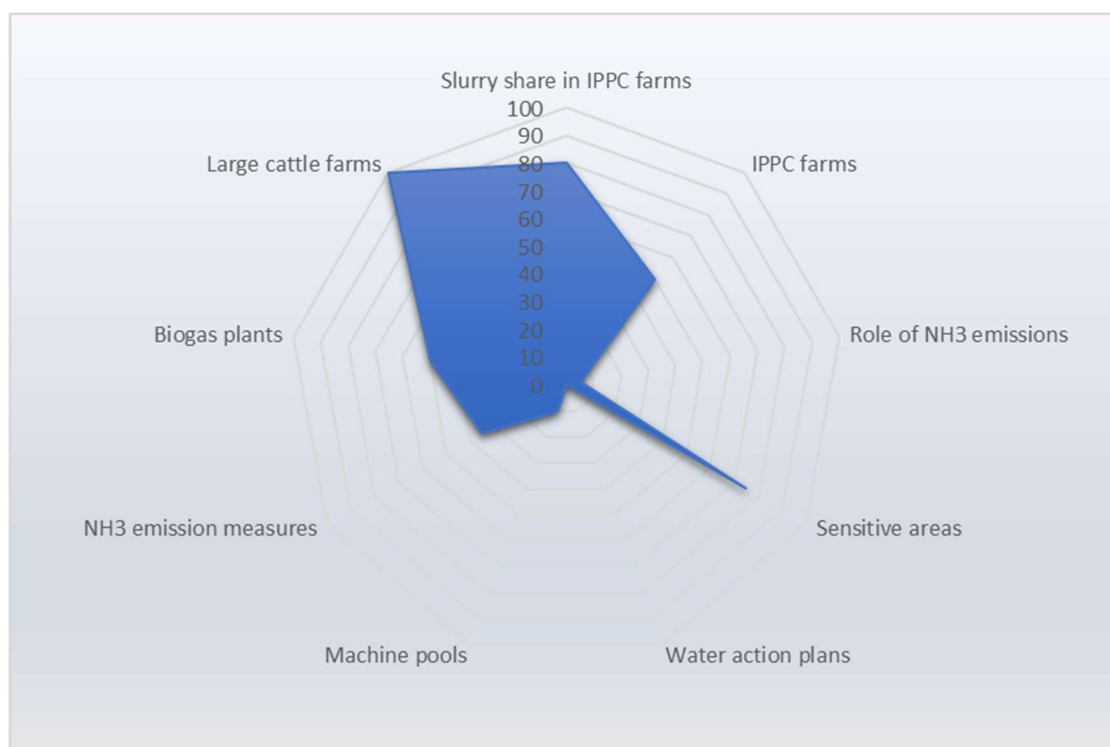 Slurry share in IPPC farms
100
90
80
70
60
50
40
30
20
10
0
IPPC farms
Role of NH3 emissions
Sensitive areas
Water action plans
Machine pools
NH3 emission measures
Biogas plants
Large cattle farms